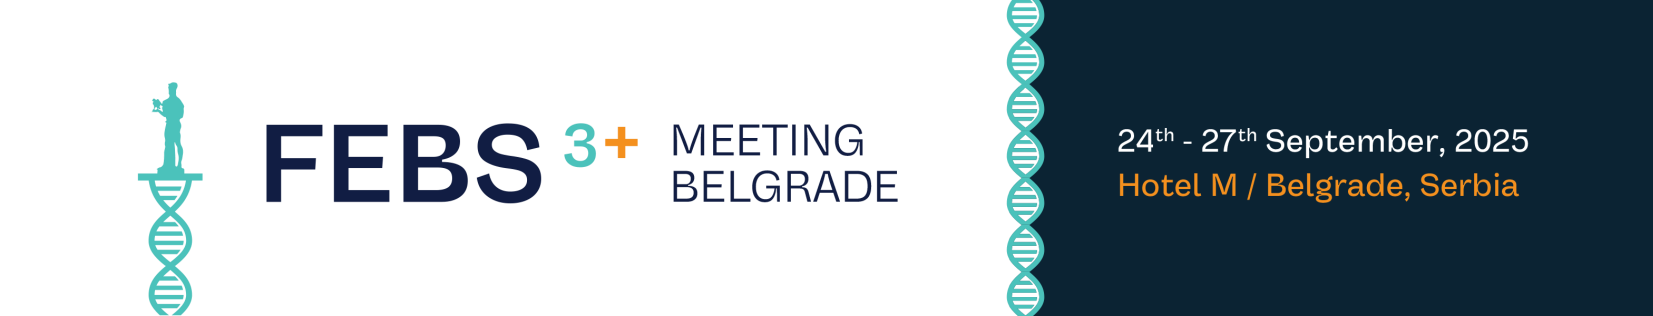 FEBS 3+ MEETING
BELGRADE
24th - 27th September, 2025
Hotel M / Belgrade, Serbia